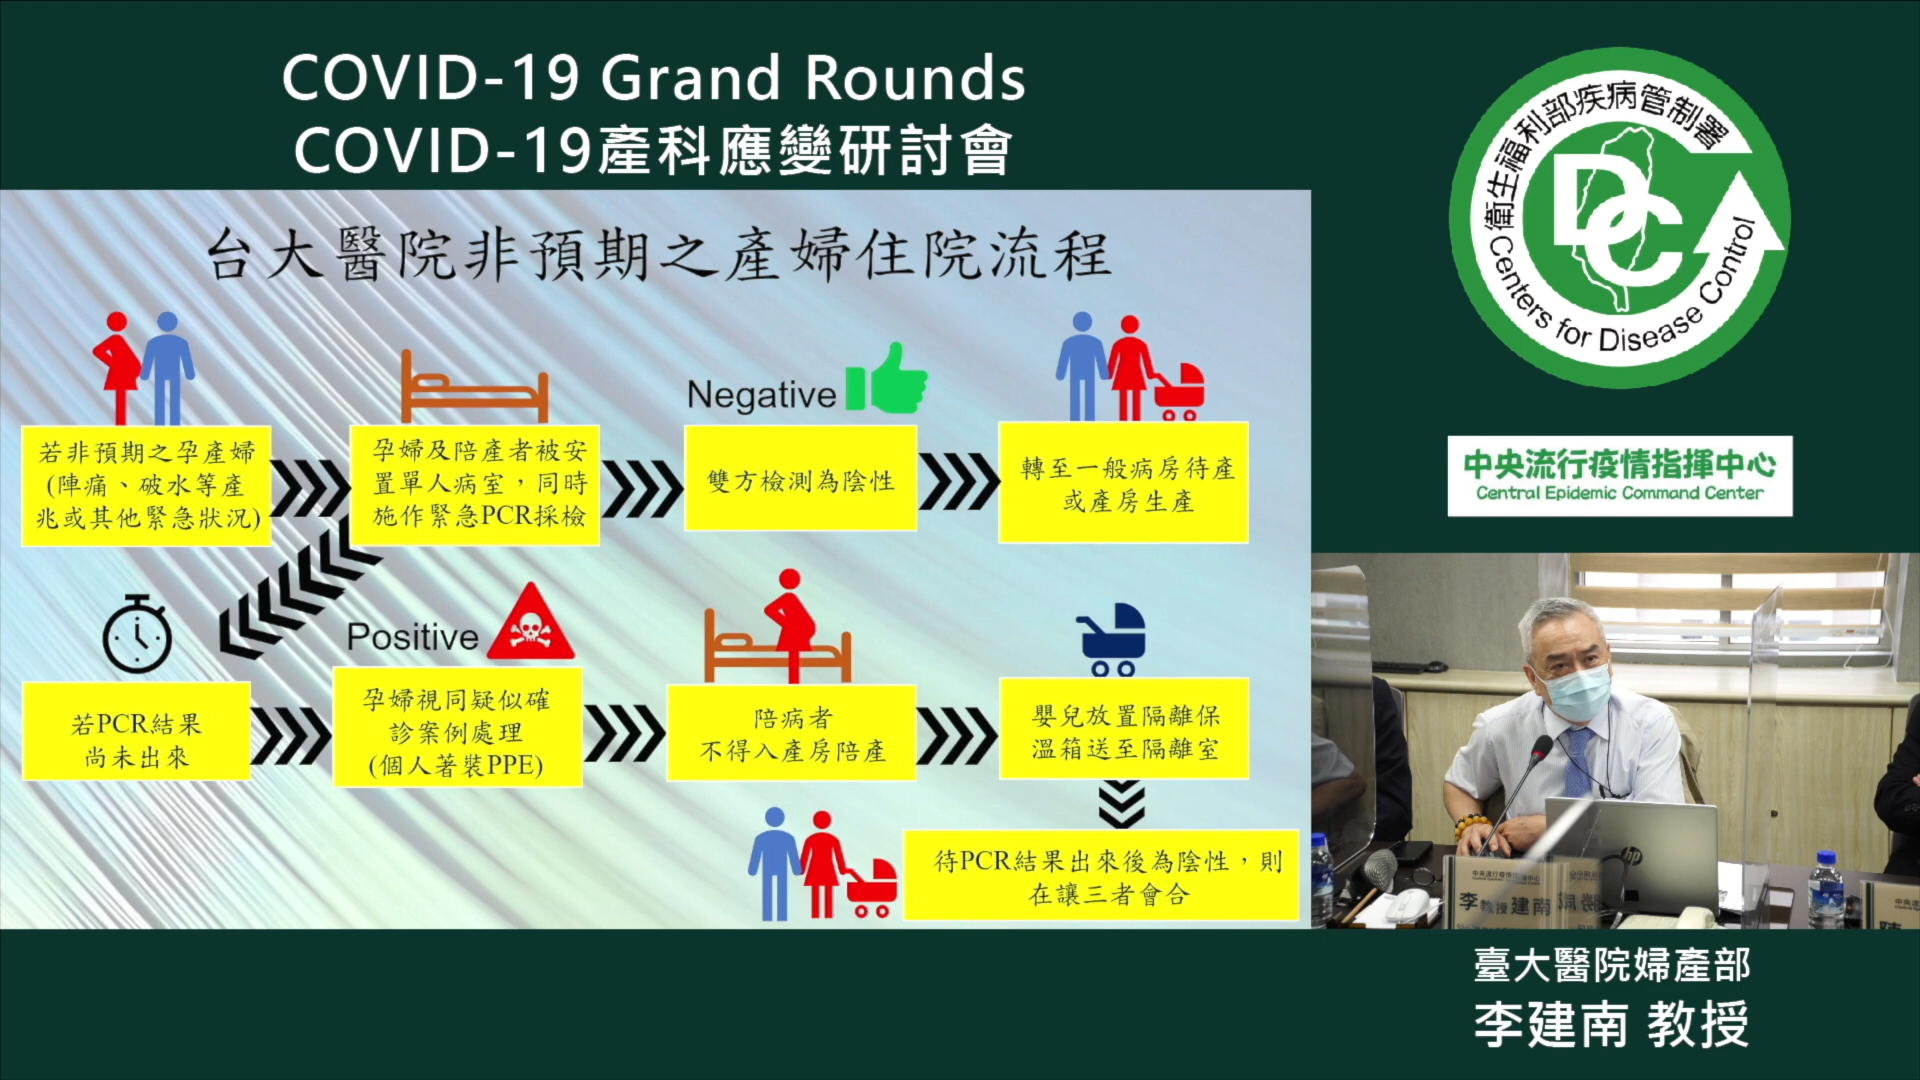 COVID-19 Grand Rounds
COVID-19產科應變研討會
台大醫院非預期之產婦住院流程
若非預期之孕產婦
(陣痛、破水等產
兆或其他緊急狀況)
孕婦及陪產者被安
置單人病室，同時
施作緊急PCR採檢
Negative
雙方檢測為陰性
轉至一般病房待產
或產房生產
若PCR結果
尚未出來
Positive
孕婦視同疑似確
診案例處理
(個人著裝PPE)
陪病者
不得入產房陪產
嬰兒放置隔離保
溫箱送至隔離室
待PCR結果出來後為陰性，則
在讓三者會合
衛生福利部疾病管制署
DC
Centers for Disease Control
中央流行疫情指揮中心
Central Epidemic Command Center
hp
李教授建南
臺大醫院婦產部
李建南 教授